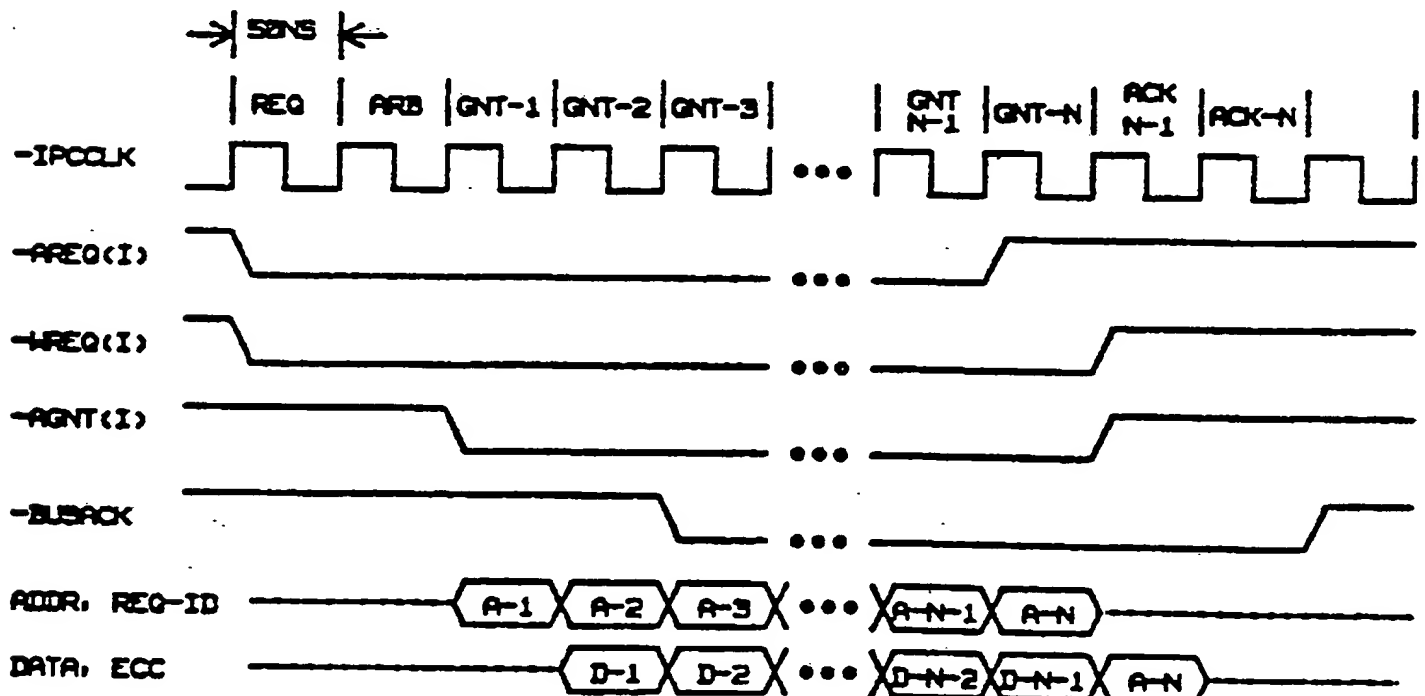 50NS
REQ ARB GNT-1 GNT-2 GNT-3 GNT N-1 GNT-N ACK N-1 ACK-N
-IPCCLK
-AREQ(I)
-WREQ(I)
-AGNT(I)
-BUSACK
ADDR, REQ-ID A-1 A-2 A-3 A-N-1 A-N
DATA, ECC D-1 D-2 D-N-2 D-N-1 A-N